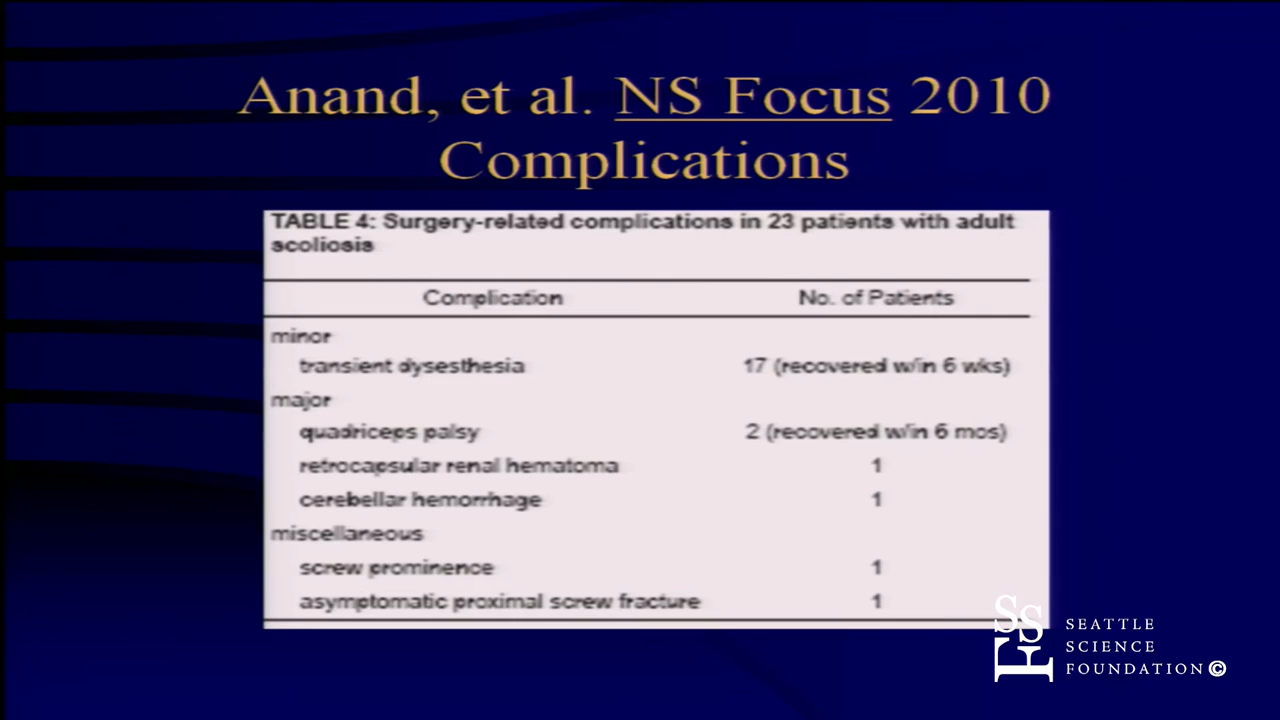 Anand, et al. NS Focus 2010
Complications
TABLE 4: Surgery-related complications in 23 patients with adult
scoliosis
Complication No. of Patients
minor
transient dysesthesia 17 (recovered w/in 6 wks)
major
quadriceps palsy 2 (recovered w/in 6 mos)
retrocapsular renal hematoma 1
cerebellar hemorrhage 1
miscellaneous
screw prominence 1
asymptomatic proximal screw fracture 1
SSF
SEATTLE
SCIENCE
FOUNDATION©